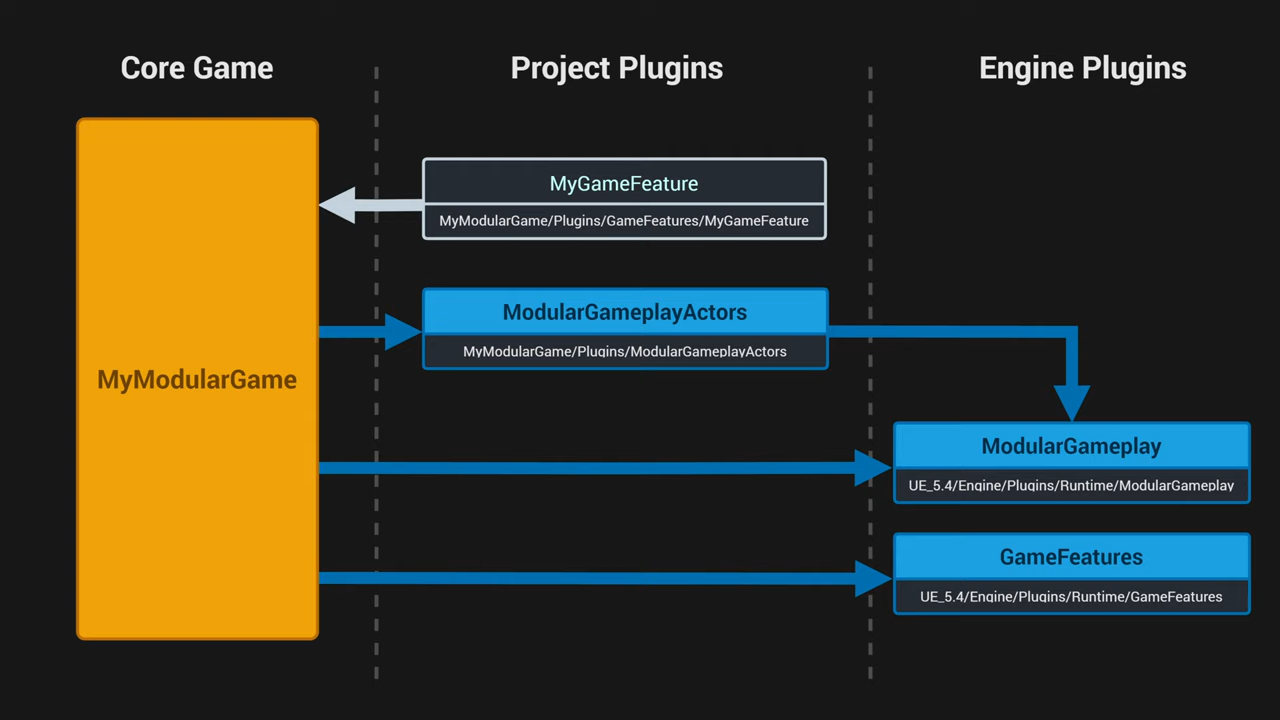 Core Game
Project Plugins
Engine Plugins
MyGameFeature
MyModularGame/Plugins/GameFeatures/MyGameFeature
ModularGameplayActors
MyModularGame/Plugins/ModularGameplayActors
MyModularGame
ModularGameplay
UE_5.4/Engine/Plugins/Runtime/ModularGameplay
GameFeatures
UE_5.4/Engine/Plugins/Runtime/GameFeatures